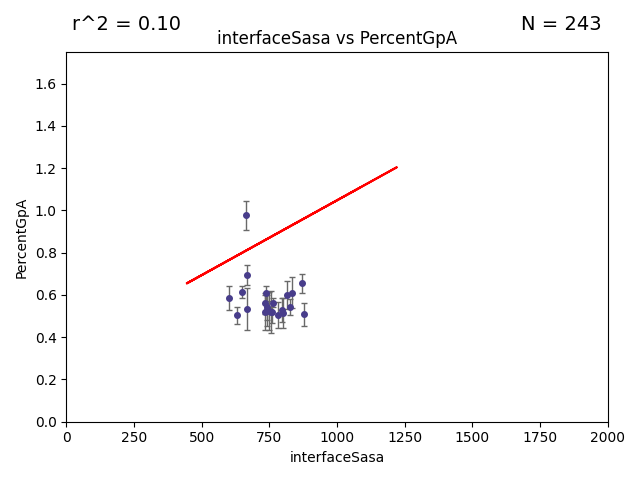 r^2 = 0.10
N = 243
interfaceSasa vs PercentGpA
PercentGpA
1.6
1.4
1.2
1.0
0.8
0.6
0.4
0.2
0.0
0 250 500 750 1000 1250 1500 1750 2000
interfaceSasa